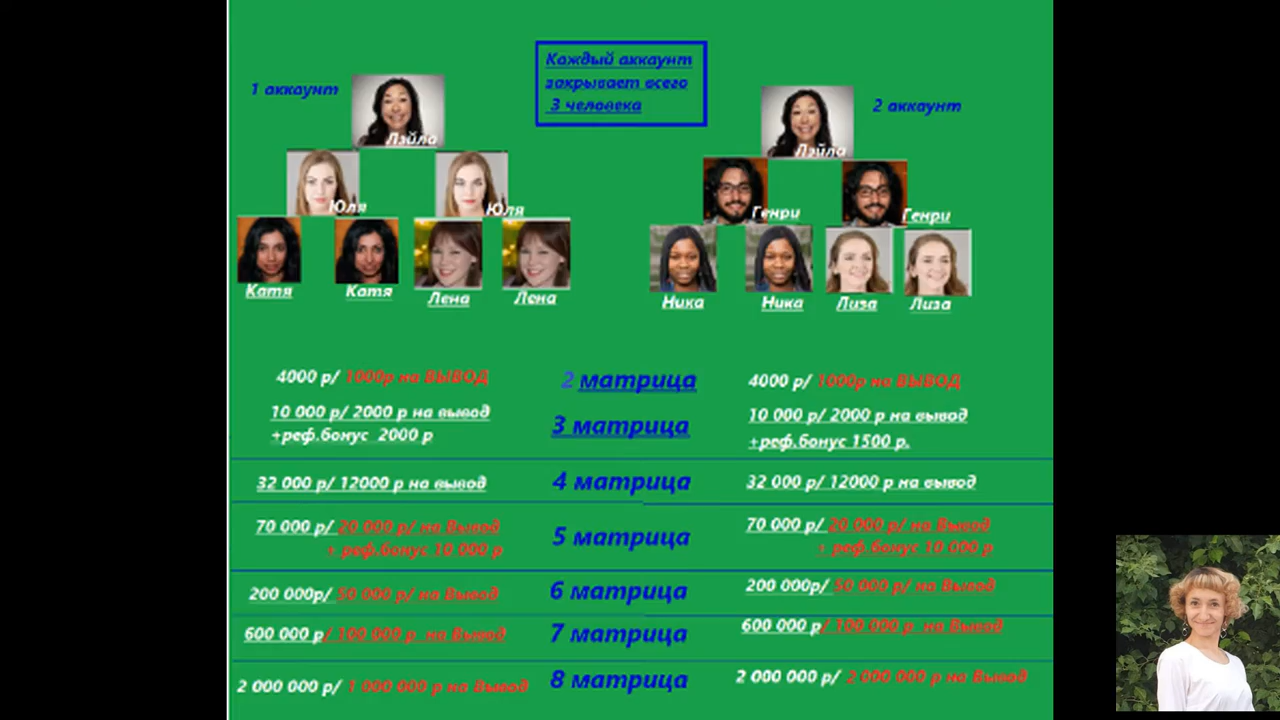 Каждый аккаунт
закрывает всего
3 человека
1 аккаунт
2 аккаунт
Лэйла
Лэйла
Юля
Юля
Генри
Генри
Катя
Катя
Лена
Лена
Ника
Ника
Лиза
Лиза
4000 р/ 1000р на ВЫВОД
2 матрица
4000 р/ 1000р на ВЫВОД
10 000 р/ 2000 р на вывод
+реф.бонус 2000 р
3 матрица
10 000 р/ 2000 р на вывод
+реф.бонус 1500 р.
32 000 р/ 12000 р на вывод
4 матрица
32 000 р/ 12000 р на вывод
70 000 р/ 20 000 р/ на Вывод
+ реф.бонус 10 000 р
5 матрица
70 000 р/ 20 000 р/ на Вывод
+ реф.бонус 10 000 р
200 000р/ 50 000 р/ на Вывод
6 матрица
200 000р/ 50 000 р/ на Вывод
600 000 р/ 100 000 р на Вывод
7 матрица
600 000 р/ 100 000 р на Вывод
2 000 000 р/ 1 000 000 р на Вывод
8 матрица
2 000 000 р/ 2 000 000 р на Вывод